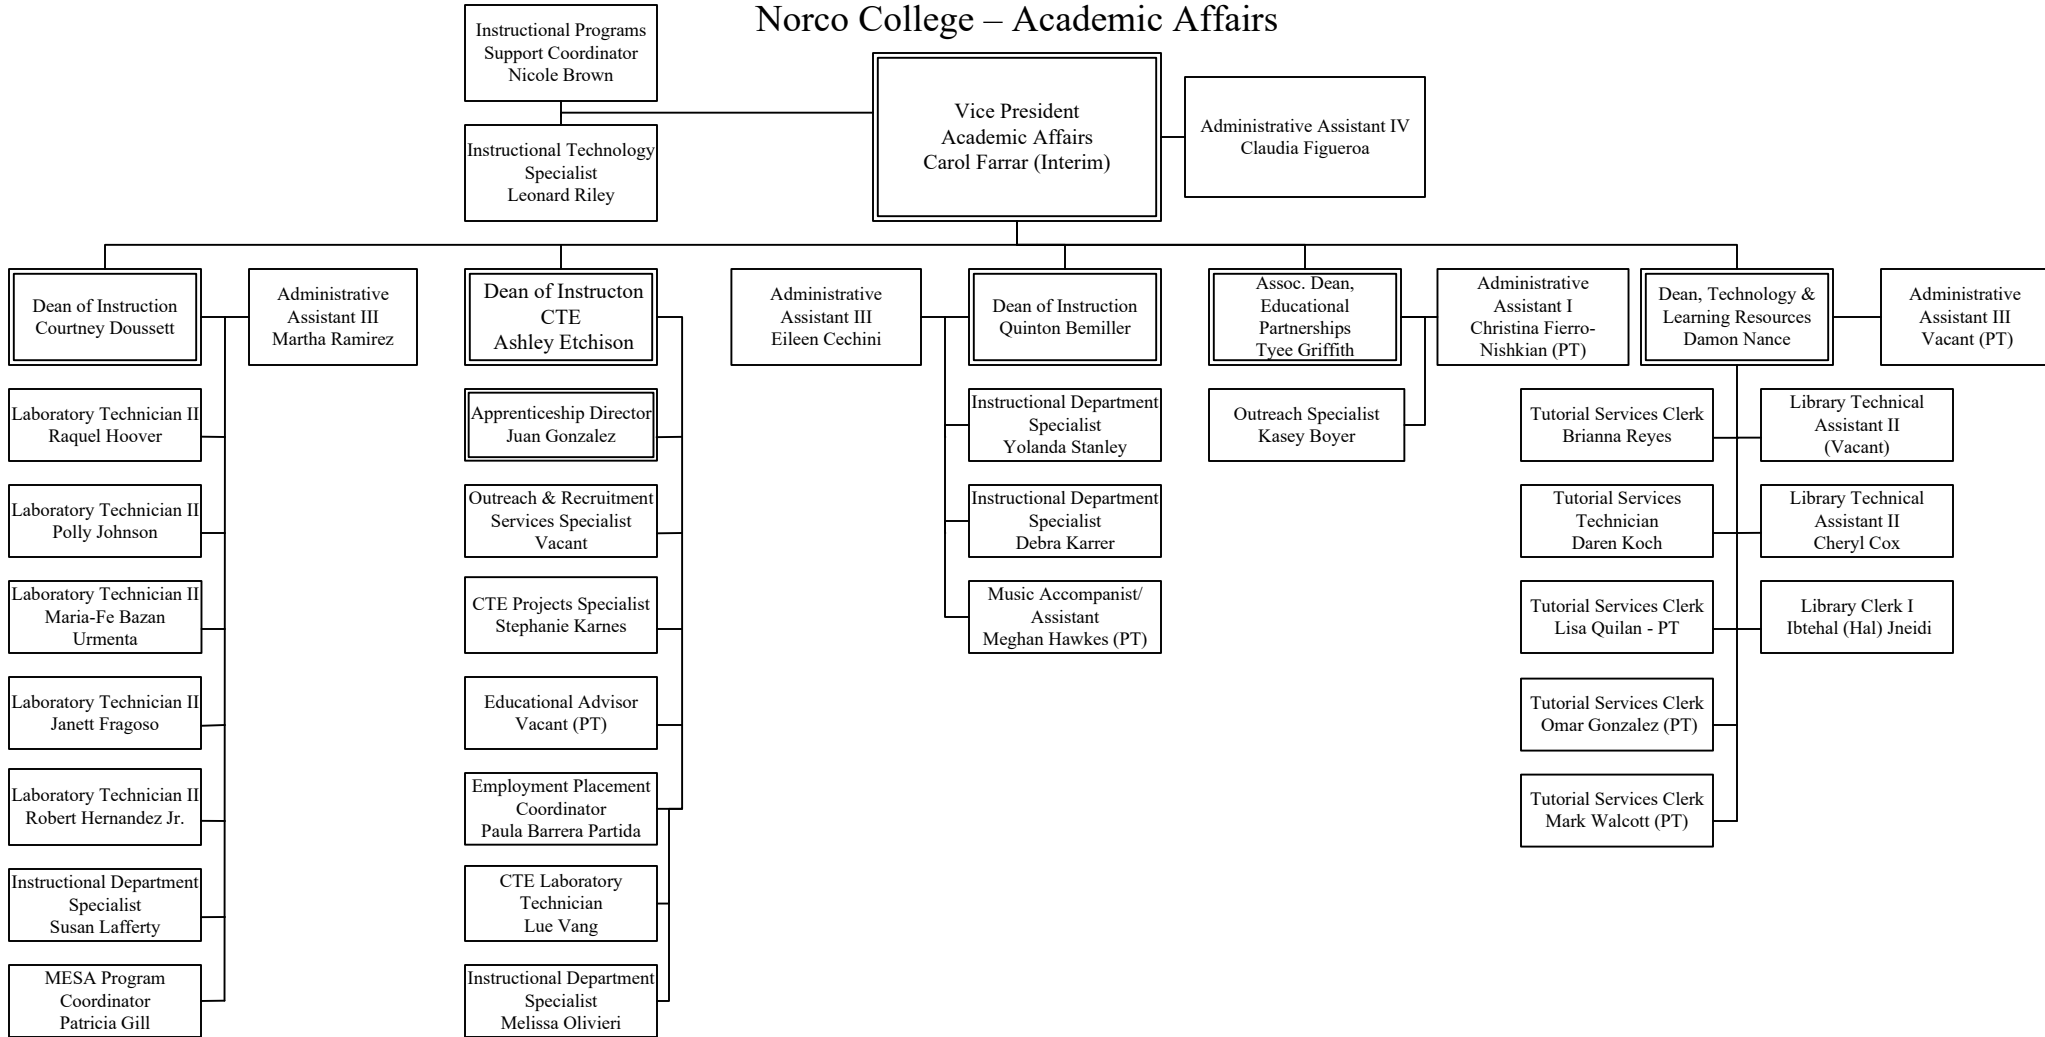 Norco College – Academic Affairs
Instructional Programs
Support Coordinator
Nicole Brown
Instructional Technology
Specialist
Leonard Riley
Vice President
Academic Affairs
Carol Farrar (Interim)
Administrative Assistant IV
Claudia Figueroa
Dean of Instruction
Courtney Doussett
Administrative
Assistant III
Martha Ramirez
Laboratory Technician II
Raquel Hoover
Laboratory Technician II
Polly Johnson
Laboratory Technician II
Maria-Fe Bazan
Urmenta
Laboratory Technician II
Janett Fragoso
Laboratory Technician II
Robert Hernandez Jr.
Instructional Department
Specialist
Susan Lafferty
MESA Program
Coordinator
Patricia Gill
Dean of Instructon
CTE
Ashley Etchison
Apprenticeship Director
Juan Gonzalez
Outreach & Recruitment
Services Specialist
Vacant
CTE Projects Specialist
Stephanie Karnes
Educational Advisor
Vacant (PT)
Employment Placement
Coordinator
Paula Barrera Partida
CTE Laboratory
Technician
Lue Vang
Instructional Department
Specialist
Melissa Olivieri
Administrative
Assistant III
Eileen Cechini
Dean of Instruction
Quinton Bemiller
Instructional Department
Specialist
Yolanda Stanley
Instructional Department
Specialist
Debra Karrer
Music Accompanist/
Assistant
Meghan Hawkes (PT)
Assoc. Dean,
Educational
Partnerships
Tyee Griffith
Administrative
Assistant I
Christina Fierro-
Nishkian (PT)
Outreach Specialist
Kasey Boyer
Dean, Technology &
Learning Resources
Damon Nance
Administrative
Assistant III
Vacant (PT)
Tutorial Services Clerk
Brianna Reyes
Tutorial Services
Technician
Daren Koch
Tutorial Services Clerk
Lisa Quilan - PT
Tutorial Services Clerk
Omar Gonzalez (PT)
Tutorial Services Clerk
Mark Walcott (PT)
Library Technical
Assistant II
(Vacant)
Library Technical
Assistant II
Cheryl Cox
Library Clerk I
Ibtehal (Hal) Jneidi